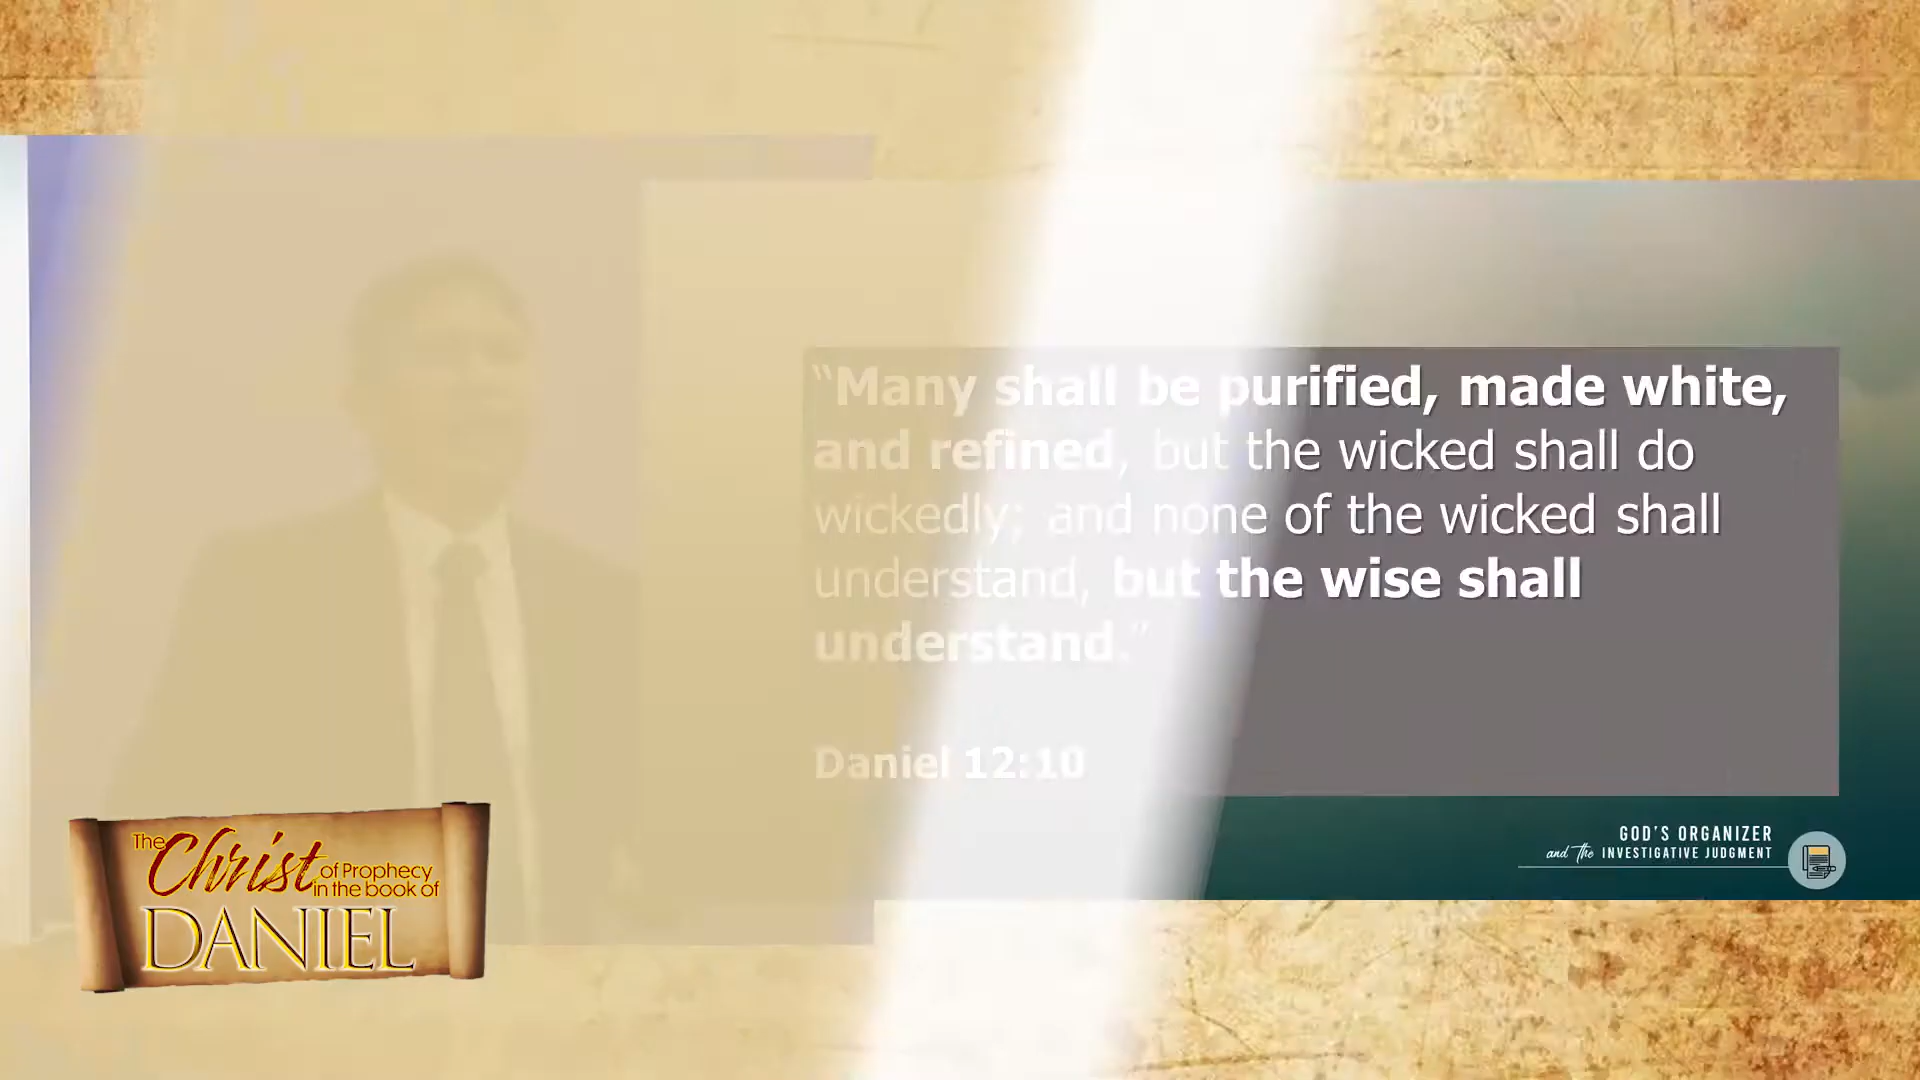 “Many shall be purified, made white,
and refined, but the wicked shall do
wickedly; and none of the wicked shall
understand, but the wise shall
understand.”
Daniel 12:10
GOD'S ORGANIZER
and the INVESTIGATIVE JUDGMENT
The Christ of Prophecy
in the book of
DANIEL